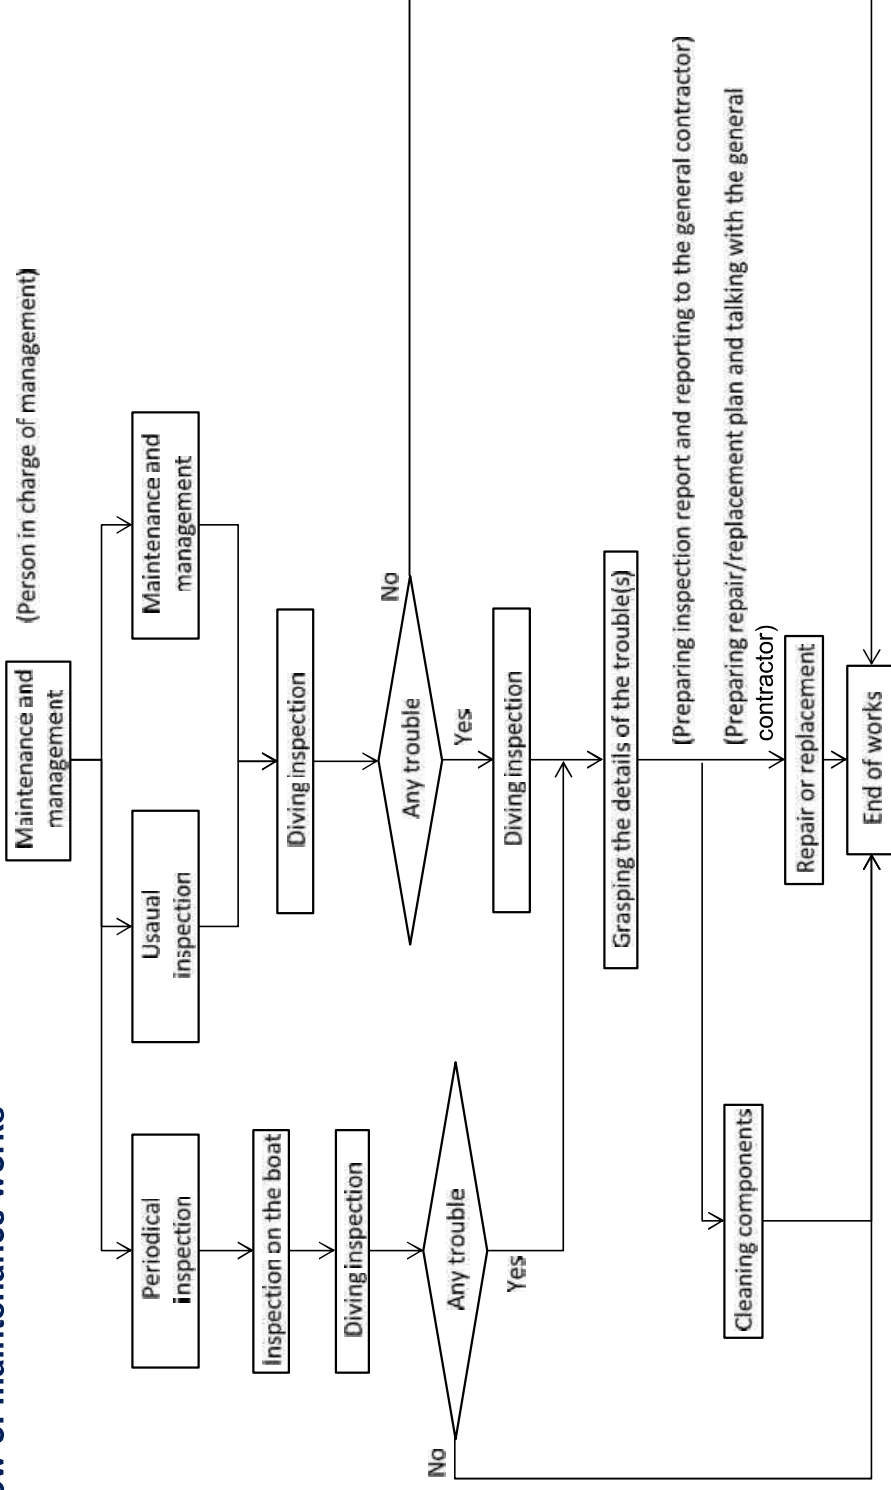 maintenance works
Maintenance and
management
(Person in charge of management)
Periodical
inspection
Usaual
inspection
Maintenance and
management
Inspection on the boat
Diving inspection
Diving inspection
Any trouble
No
Yes
Any trouble
No
Yes
Diving inspection
Grasping the details of the trouble(s)
(Preparing inspection report and reporting to the general contractor)
(Preparing repair/replacement plan and talking with the general
contractor)
Cleaning components
Repair or replacement
End of works